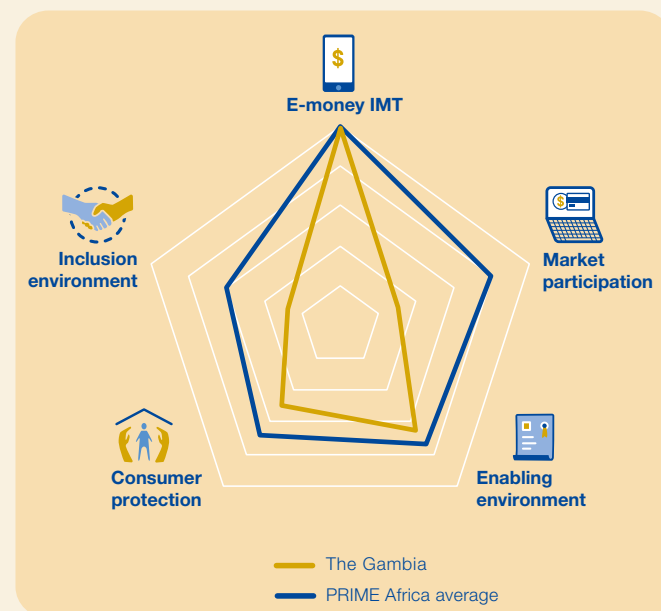 $
E-money IMT
$
Inclusion
environment
Market
participation
Consumer
protection
Enabling
environment
The Gambia
PRIME Africa average